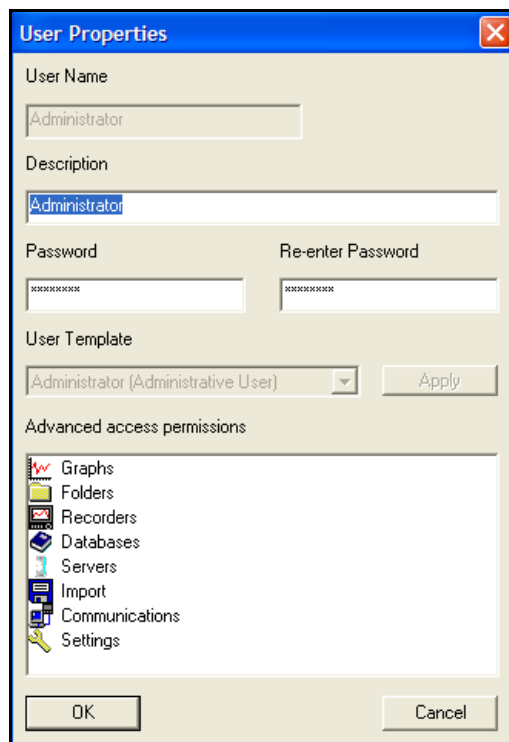 User Properties
User Name
Administrator
Description
Administrator
Password Re-enter Password
******** ********
User Template
Administrator (Administrative User) Apply
Advanced access permissions
Graphs
Folders
Recorders
Databases
Servers
Import
Communications
Settings
OK Cancel